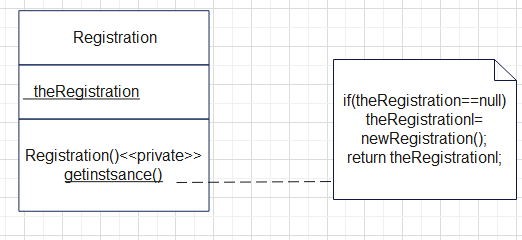 Registration
theRegistration
Registration()<<private>>
getinstsance()
if(theRegistration==null)
theRegistrationl=
newRegistration();
return theRegistrationl;